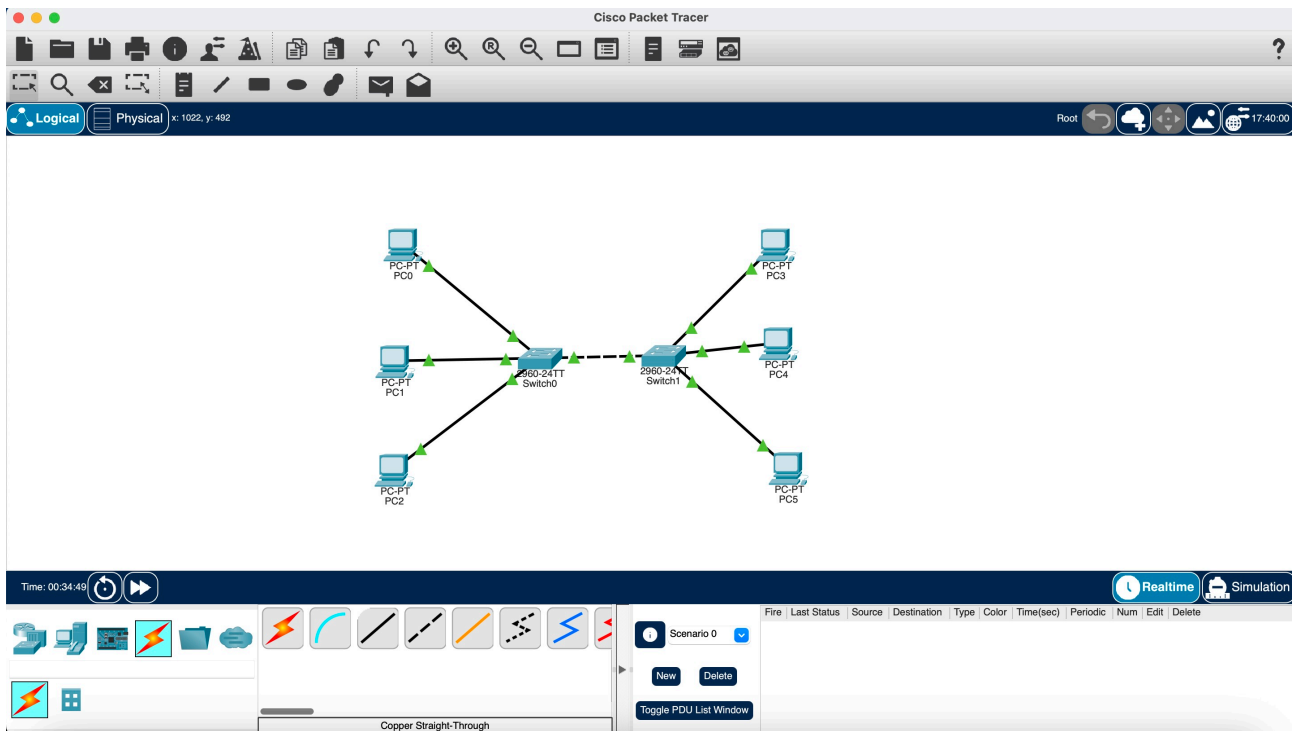 Cisco Packet Tracer
R
?
Logical
Physical
x: 1022, y: 492
Root
17:40:00
PC-PT
PC0
PC-PT
PC3
PC-PT
PC1
2960-24TT
Switch0
2960-24TT
Switch1
PC-PT
PC4
PC-PT
PC2
PC-PT
PC5
Time: 00:34:49
Realtime
Simulation
Fire Last Status Source Destination Type Color Time(sec) Periodic Num Edit Delete
Scenario 0
New
Delete
Toggle PDU List Window
Copper Straight-Through